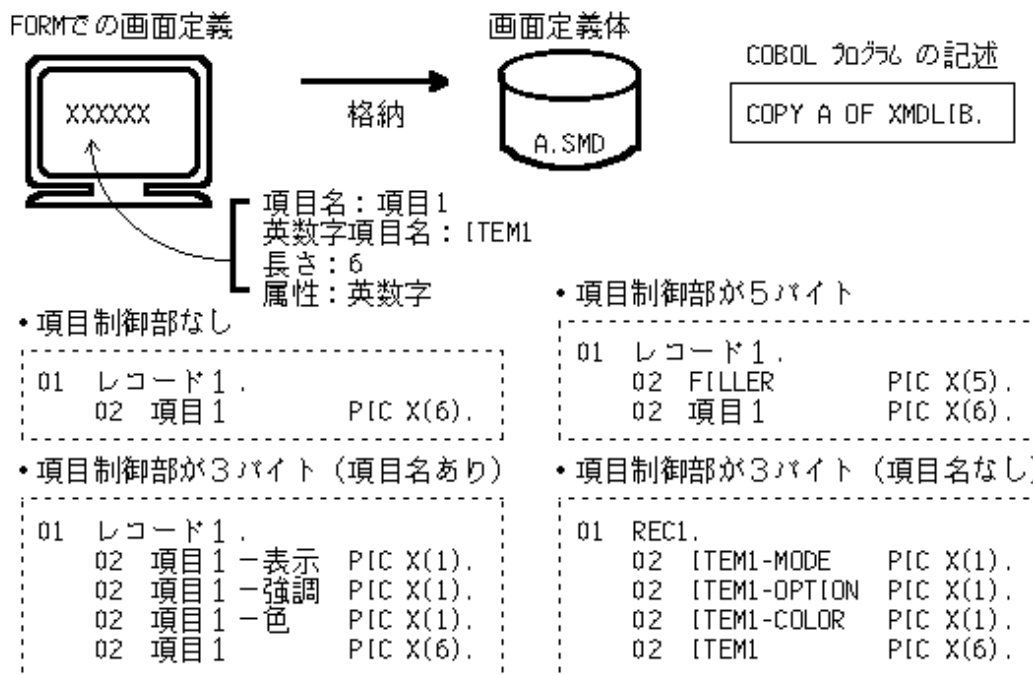 FORMでの画面定義
XXXXXX
格納
画面定義体
A.SMD
COBOL プログラム の記述
COPY A OF XMDLIB.
項目名：項目1
英数字項目名：ITEM1
長さ：6
属性：英数字
・項目制御部なし
01 レコード1.
02 項目1 PIC X(6).
・項目制御部が5バイト
01 レコード1.
02 FILLER PIC X(5).
02 項目1 PIC X(6).
・項目制御部が3バイト（項目名あり）
01 レコード1.
02 項目1－表示 PIC X(1).
02 項目1－強調 PIC X(1).
02 項目1－色 PIC X(1).
02 項目1 PIC X(6).
・項目制御部が3バイト（項目名なし）
01 REC1.
02 ITEM1-MODE PIC X(1).
02 ITEM1-OPTION PIC X(1).
02 ITEM1-COLOR PIC X(1).
02 ITEM1 PIC X(6).